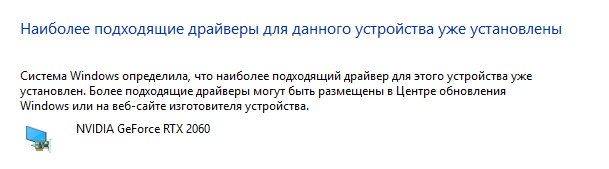 Наиболее подходящие драйверы для данного устройства уже установлены
Система Windows определила, что наиболее подходящий драйвер для этого устройства уже
установлен. Более подходящие драйверы могут быть размещены в Центре обновления
Windows или на веб-сайте изготовителя устройства.
NVIDIA GeForce RTX 2060